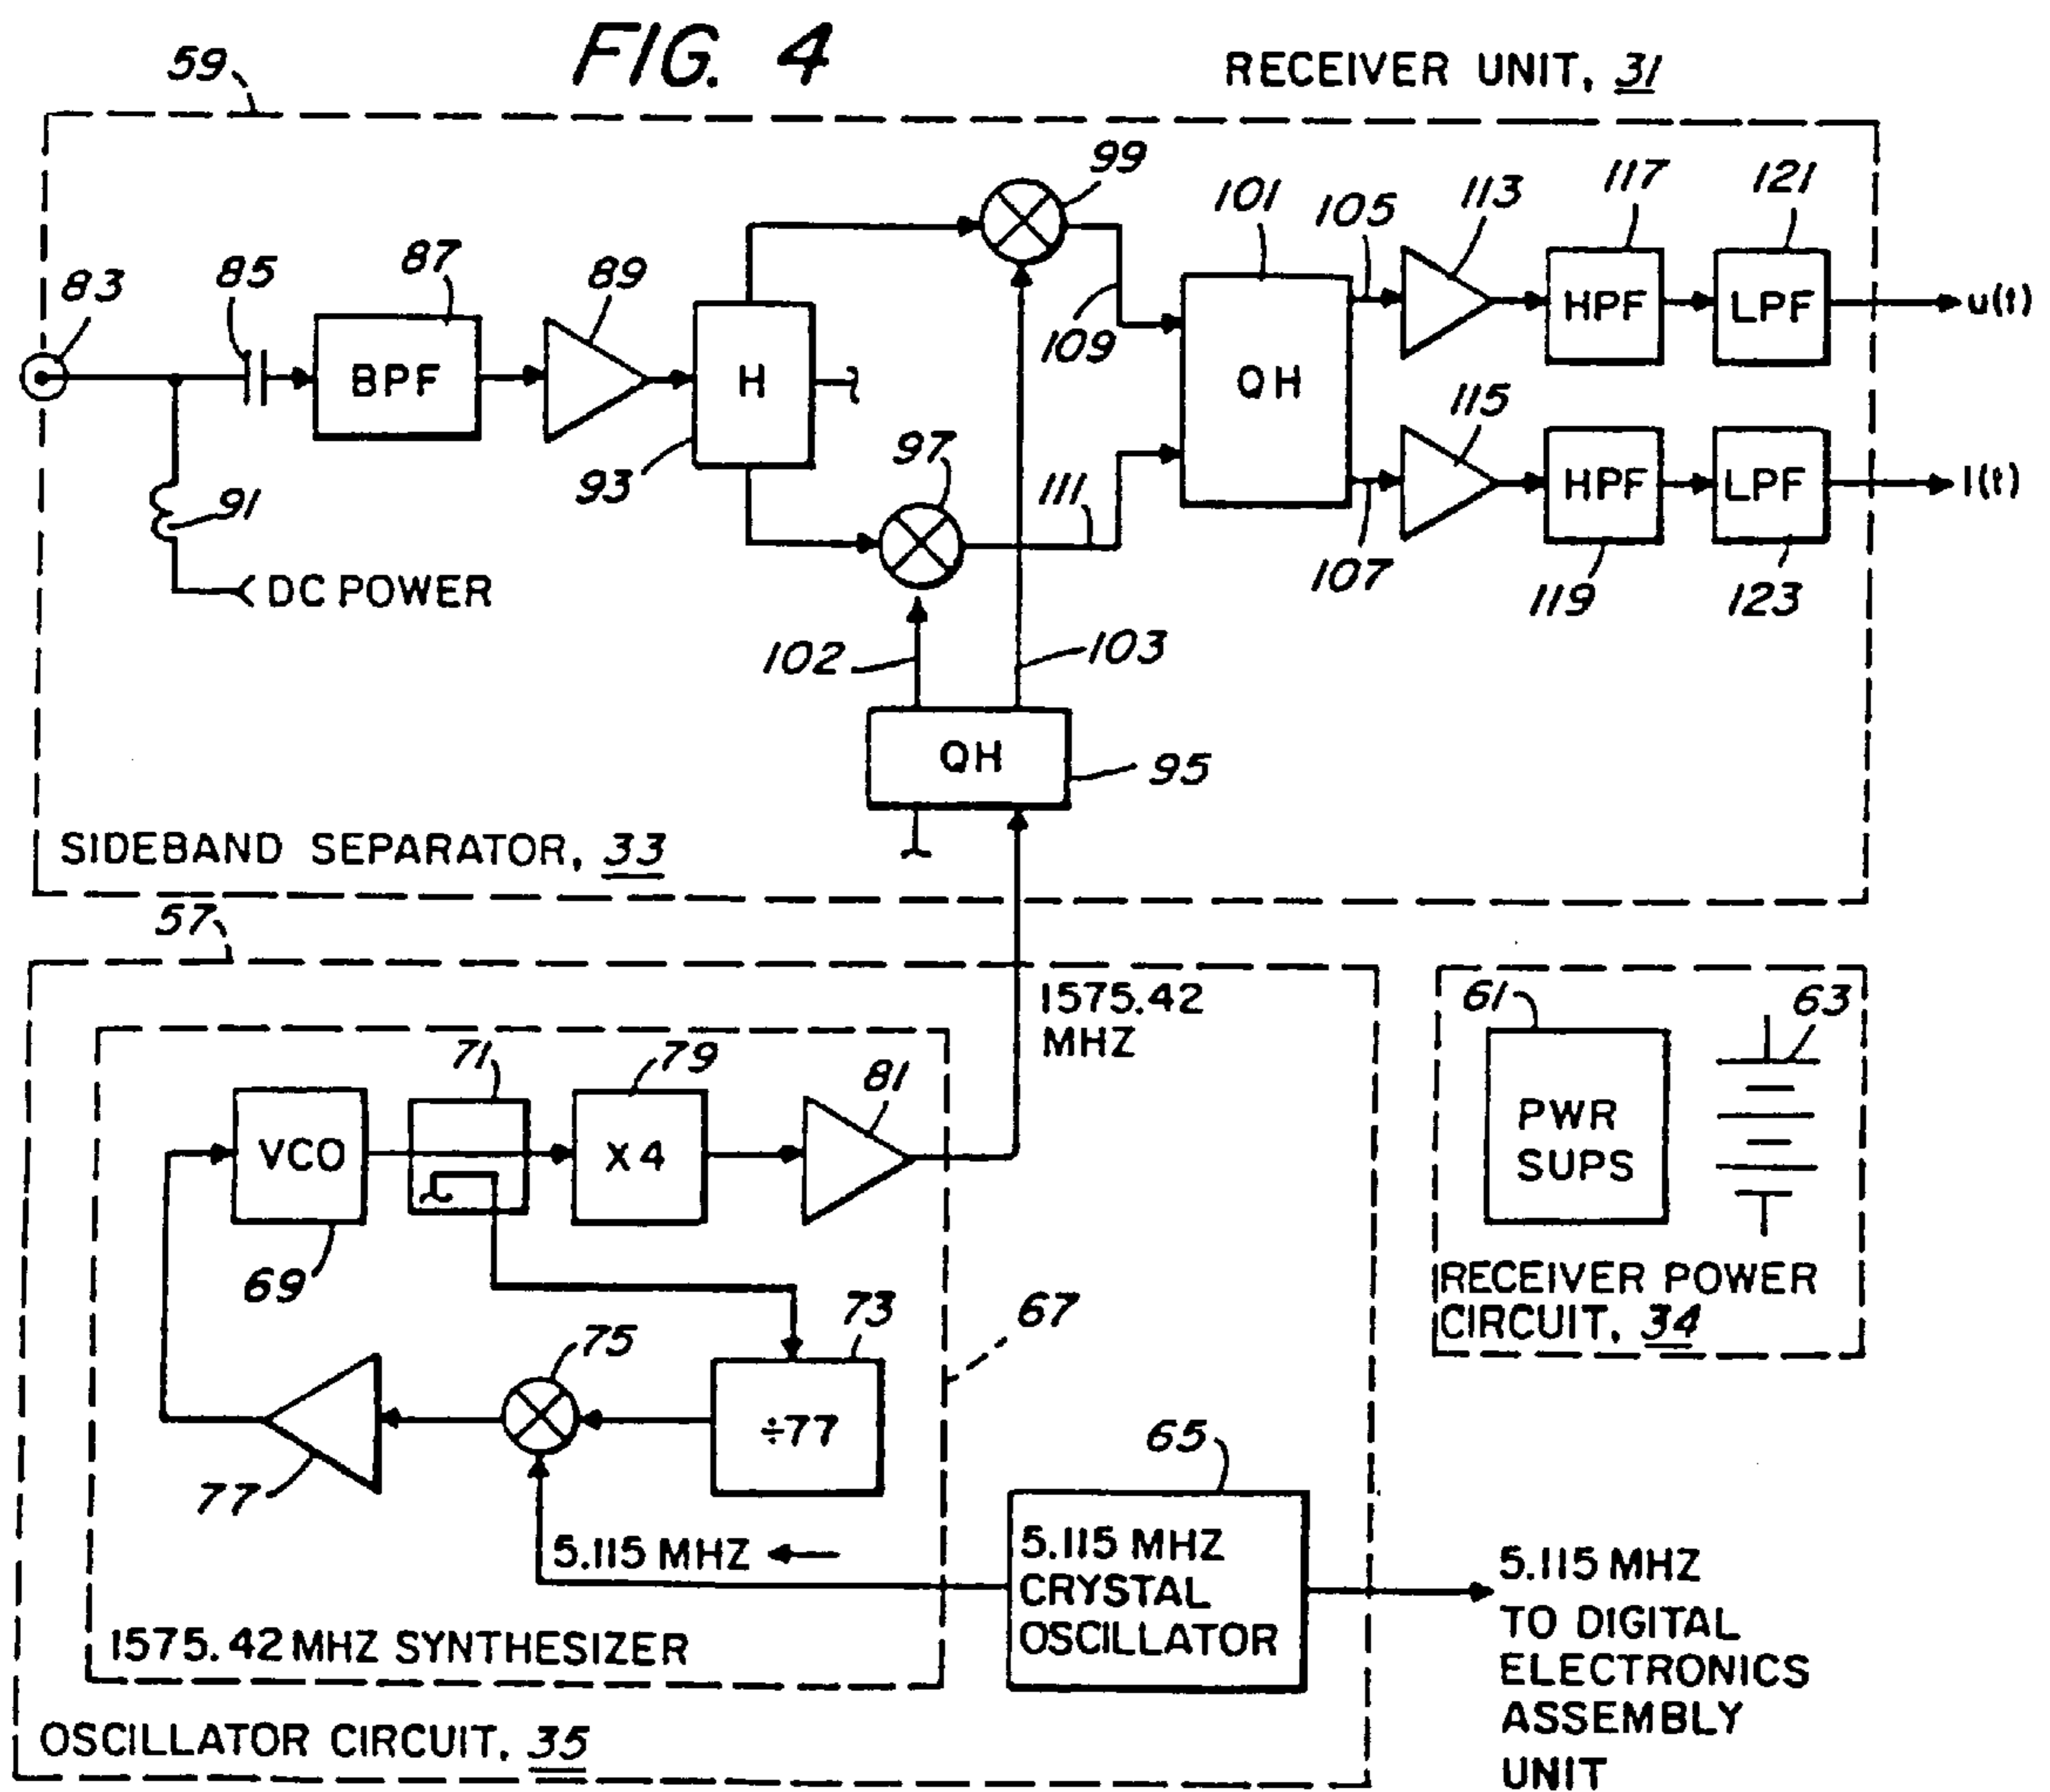 FIG. 4
RECEIVER UNIT, 31
59
83
85
87
BPF
89
91
DC POWER
H
93
99
97
109
111
101
QH
105
107
113
115
117
HPF
121
LPF
u(t)
HPF
119
LPF
123
l(t)
102
103
QH
95
SIDEBAND SEPARATOR, 33
57
1575.42
MHZ
71
79
81
VCO
69
X4
67
75
73
÷77
77
5.115 MHZ
1575.42 MHZ SYNTHESIZER
65
5.115 MHZ
CRYSTAL
OSCILLATOR
5.115 MHZ
TO DIGITAL
ELECTRONICS
ASSEMBLY
UNIT
OSCILLATOR CIRCUIT, 35
61
63
PWR
SUPS
RECEIVER POWER
CIRCUIT, 34